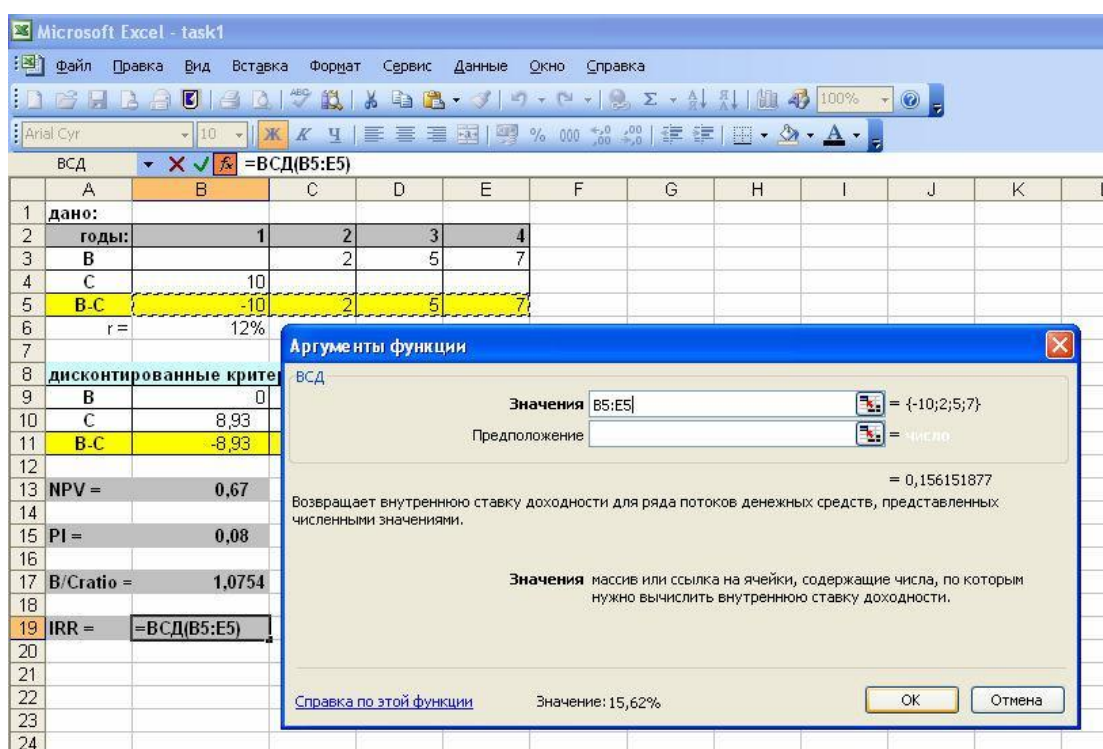 Microsoft Excel - task1
Файл Правка Вид Вставка Формат Сервис Данные Окно Справка
100%
Arial Cyr 10 Ж К Ч % 000
ВСД =ВСД(B5:E5)
A B C D E F G H I J K
1 дано:
2 годы: 1 2 3 4
3 B 2 5 7
4 C 10
5 B-C -10 2 5 7
6 r = 12%
7
8 дисконтированные крите
9 B 0
10 C 8,93
11 B-C -8,93
12
13 NPV = 0,67
14
15 PI = 0,08
16
17 B/Cratio = 1,0754
18
19 IRR = =ВСД(B5:E5)
20
21
22
23
24
Аргументы функции
ВСД
Значения B5:E5 = {-10;2;5;7}
Предположение = число
= 0,156151877
Возвращает внутреннюю ставку доходности для ряда потоков денежных средств, представленных
численными значениями.
Значения массив или ссылка на ячейки, содержащие числа, по которым
нужно вычислить внутреннюю ставку доходности.
Справка по этой функции Значение: 15,62% ОК Отмена